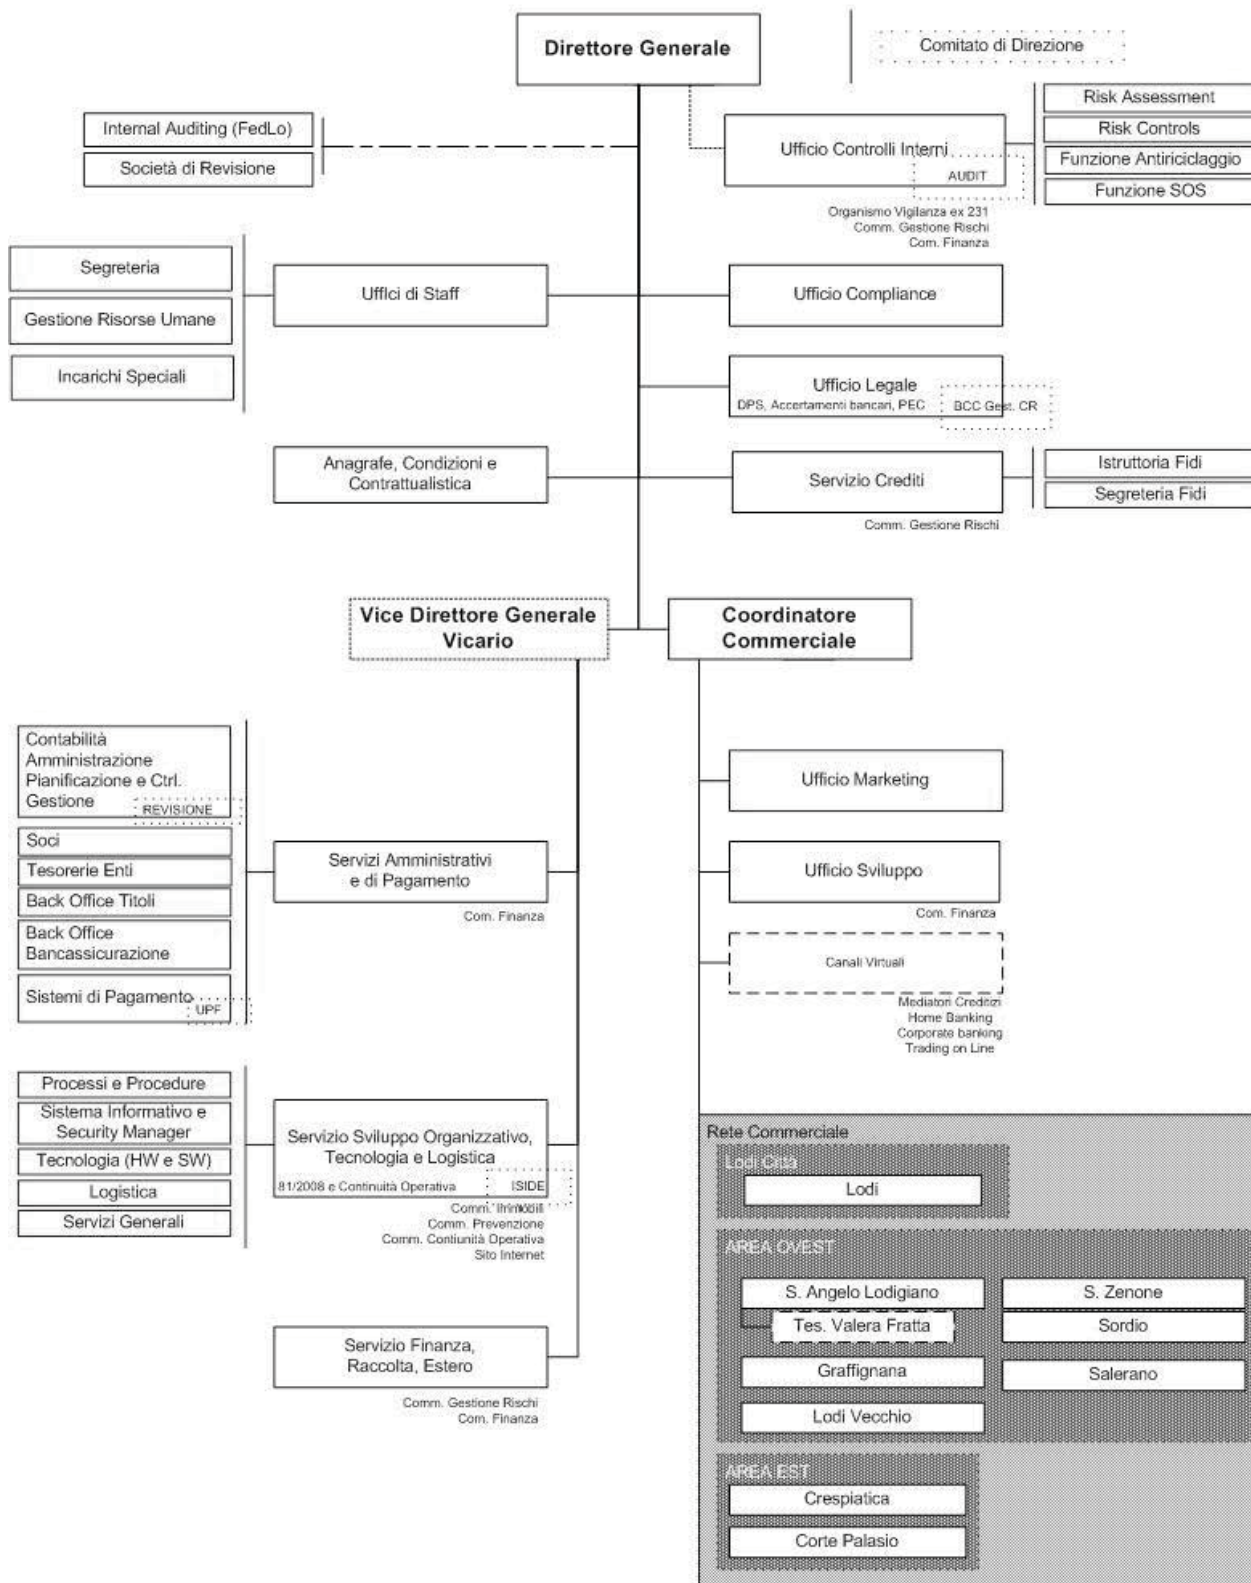 Direttore Generale
Comitato di Direzione
Internal Auditing (FedLo)
Società di Revisione
Ufficio Controlli Interni
AUDIT
Organismo Vigilanza ex 231
Comm. Gestione Rischi
Com. Finanza
Risk Assessment
Risk Controls
Funzione Antiriciclaggio
Funzione SOS
Segreteria
Gestione Risorse Umane
Incarichi Speciali
Uffici di Staff
Ufficio Compliance
Ufficio Legale
DPS, Accertamenti bancari, PEC
BCC Gest. CR
Anagrafe, Condizioni e
Contrattualistica
Servizio Crediti
Comm. Gestione Rischi
Istruttoria Fidi
Segreteria Fidi
Vice Direttore Generale
Vicario
Coordinatore
Commerciale
Contabilità
Amministrazione
Pianificazione e Ctrl.
Gestione
REVISIONE
Soci
Tesorerie Enti
Back Office Titoli
Back Office
Bancassicurazione
Sistemi di Pagamento
UPF
Servizi Amministrativi
e di Pagamento
Com. Finanza
Ufficio Marketing
Ufficio Sviluppo
Com. Finanza
Canali Virtuali
Mediatori Creditizi
Home Banking
Corporate banking
Trading on Line
Processi e Procedure
Sistema Informativo e
Security Manager
Tecnologia (HW e SW)
Logistica
Servizi Generali
Servizio Sviluppo Organizzativo,
Tecnologia e Logistica
81/2008 e Continuità Operativa
ISIDE
Comm. Immobili
Comm. Prevenzione
Comm. Contiunità Operativa
Sito Internet
Servizio Finanza,
Raccolta, Estero
Comm. Gestione Rischi
Com. Finanza
Rete Commerciale
Lodi Città
Lodi
AREA OVEST
S. Angelo Lodigiano
Tes. Valera Fratta
Graffignana
Lodi Vecchio
S. Zenone
Sordio
Salerano
AREA EST
Crespiatica
Corte Palasio